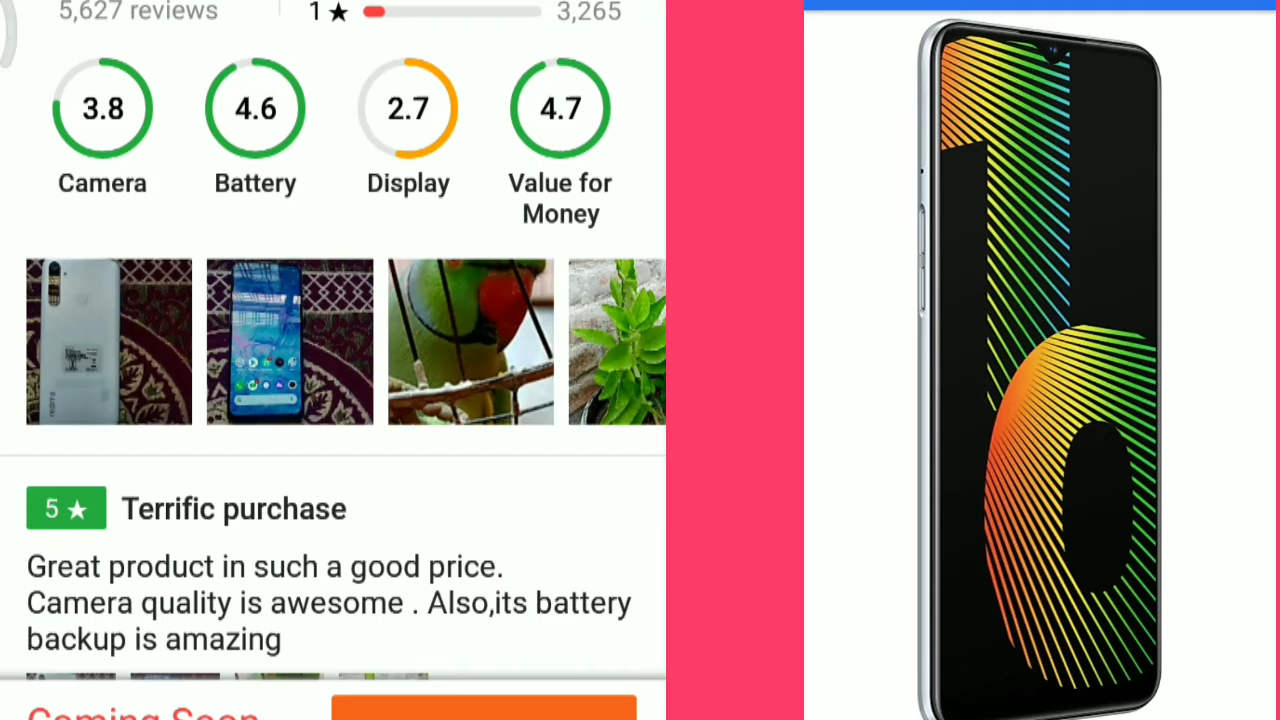 5,627 reviews
1★
3,265
3.8
4.6
2.7
4.7
Camera
Battery
Display
Value for
Money
realme
5★ Terrific purchase
Great product in such a good price.
Camera quality is awesome . Also,its battery
backup is amazing
Coming Soon